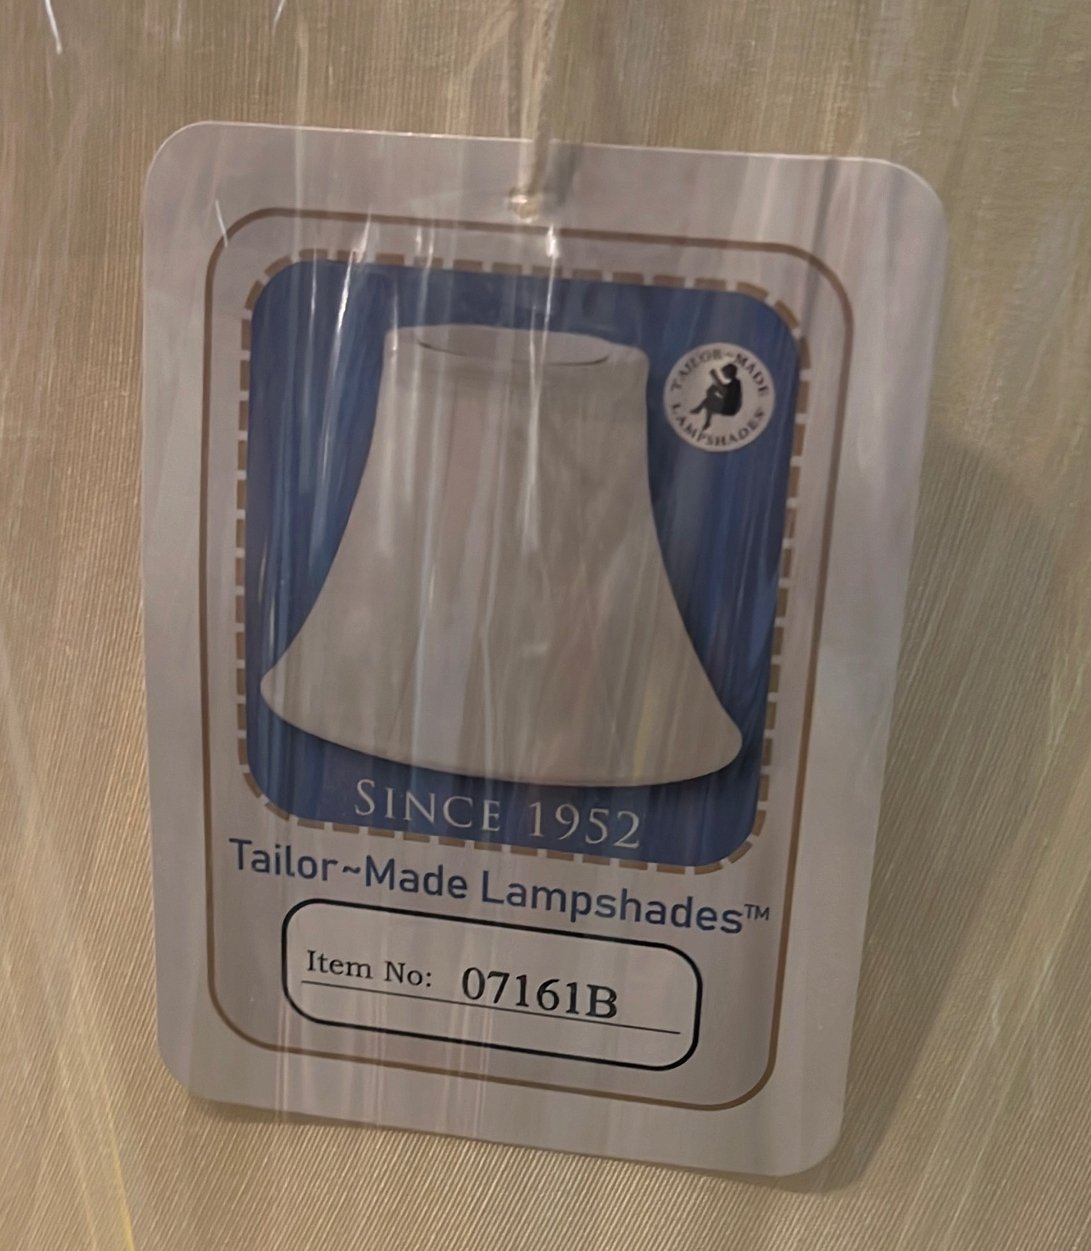 TAILOR~MADE
LAMPSHADES
SINCE 1952
Tailor~Made Lampshades™
Item No: 07161B